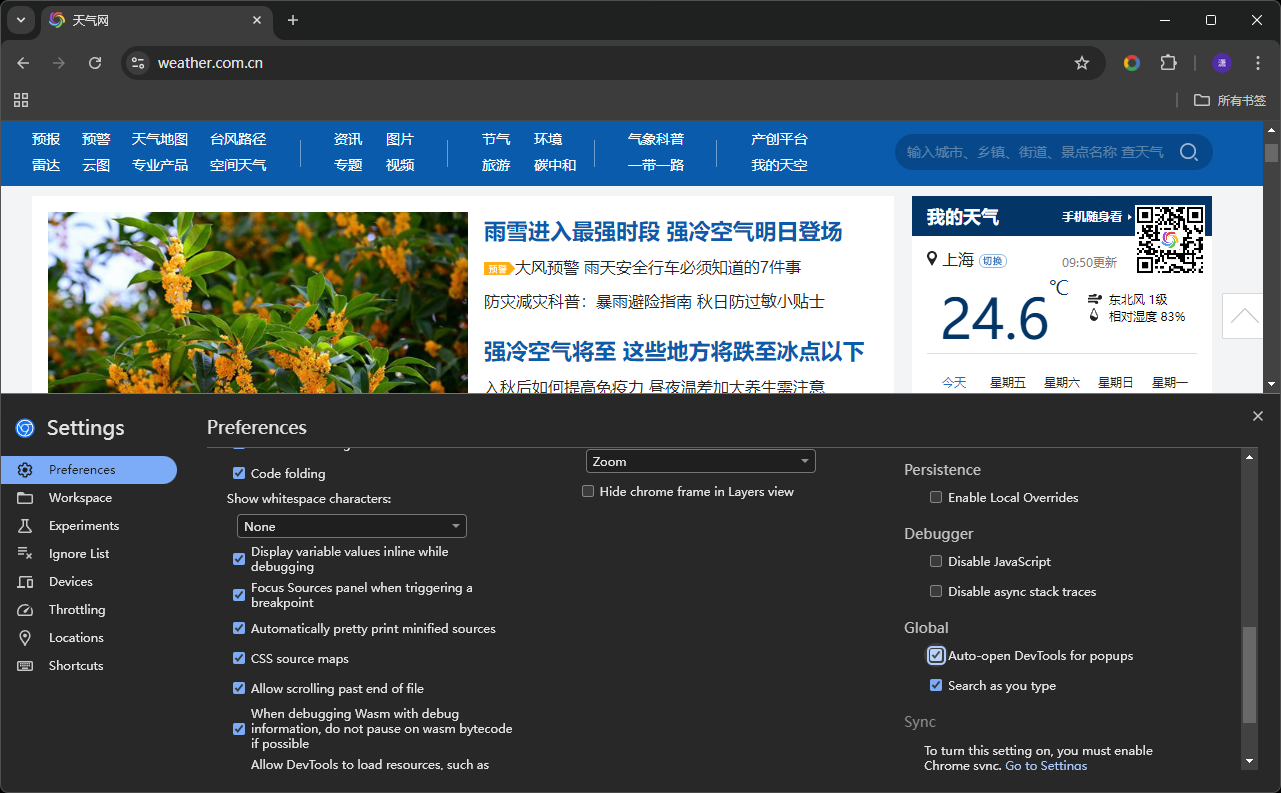 天气网
weather.com.cn
所有书签
预报 预警 天气地图 台风路径 资讯 图片 节气 环境 气象科普 产创平台
雷达 云图 专业产品 空间天气 专题 视频 旅游 碳中和 一带一路 我的天空
输入城市、乡镇、街道、景点名称 查天气
潇
雨雪进入最强时段 强冷空气明日登场
预警 大风预警 雨天安全行车必须知道的7件事
防灾减灾科普：暴雨避险指南 秋日防过敏小贴士
强冷空气将至 这些地方将跌至冰点以下
入秋后如何提高免疫力 昼夜温差加大养生需注意
我的天气 手机随身看
上海 切换 09:50更新
24.6 ℃
东北风 1级
相对湿度 83%
今天 星期五 星期六 星期日 星期一
Settings
Preferences
Workspace
Experiments
Ignore List
Devices
Throttling
Locations
Shortcuts
Preferences
Code folding
Show whitespace characters:
None
Display variable values inline while
debugging
Focus Sources panel when triggering a
breakpoint
Automatically pretty print minified sources
CSS source maps
Allow scrolling past end of file
When debugging Wasm with debug
information, do not pause on wasm bytecode
if possible
Allow DevTools to load resources, such as
Zoom
Hide chrome frame in Layers view
Persistence
Enable Local Overrides
Debugger
Disable JavaScript
Disable async stack traces
Global
Auto-open DevTools for popups
Search as you type
Sync
To turn this setting on, you must enable
Chrome sync. Go to Settings